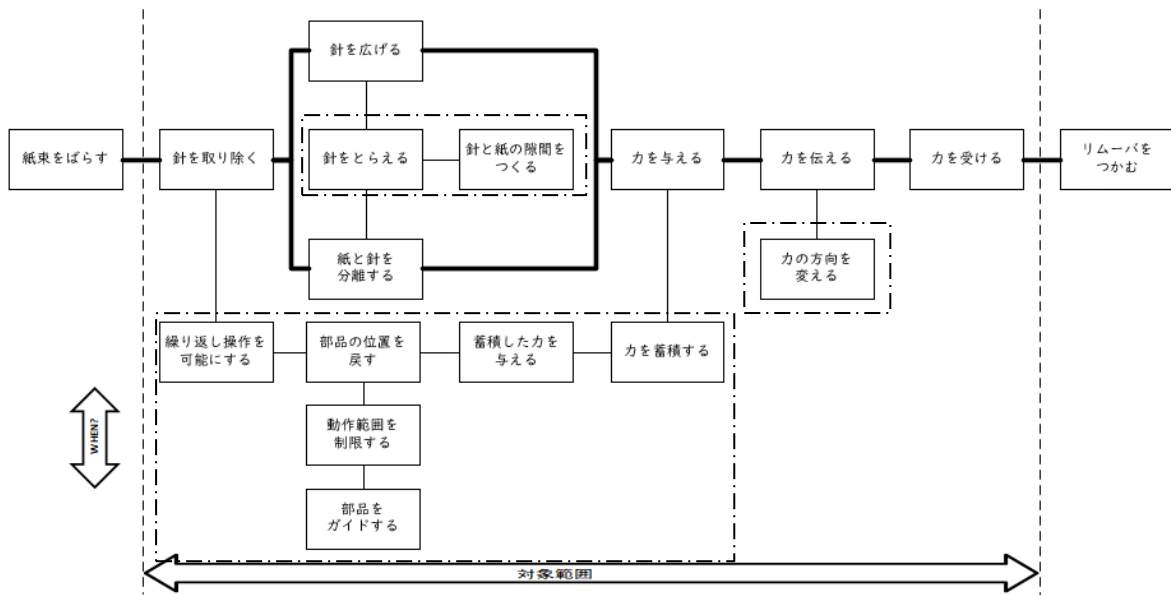 針を広げる
紙束をばらす
針を取り除く
針をとらえる
針と紙の隙間を
つくる
力を与える
力を伝える
力を受ける
リムーバを
つかむ
紙と針を
分離する
力の方向を
変える
繰り返し操作を
可能にする
部品の位置を
戻す
蓄積した力を
与える
力を蓄積する
WHEN?
動作範囲を
制限する
部品を
ガイドする
対象範囲